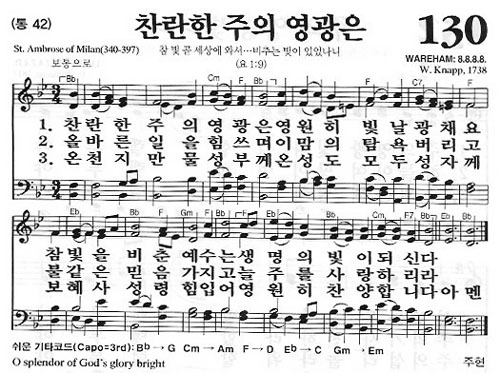 (통 42)
찬란한 주의 영광은
130
St. Ambrose of Milan(340-397)
참 빛 곧 세상에 와서…비추는 빛이 있었나니
(요 1:9)
WAREHAM: 8.8.8.8.
W. Knapp, 1738
보통으로
Bb Cm F C F
1. 찬 란 한 주 의 영 광 은 영 원 히 빛 날 광 채 요
2. 올 바 른 일 을 힘 쓰 며 이 맘 의 탐 욕 버 리 고
3. 온 천 지 만 물 성 부 께 온 성 도 모 두 성 자 께
Bb Eb Gm F Bb Bb Cm F7 Bb Eb Bb
참 빛 을 비 춘 예 수 는 생 명 의 빛 이 되 신 다
불 같 은 믿 음 가 지 고 늘 주 를 사 랑 하 리 라
보 혜 사 성 령 힘 입 어 영 원 히 찬 양 합 니 다 아 멘
쉬운 기타코드(Capo=3rd): Bb → G Cm → Am F → D Eb → C Gm → Em
O splendor of God's glory bright
주현